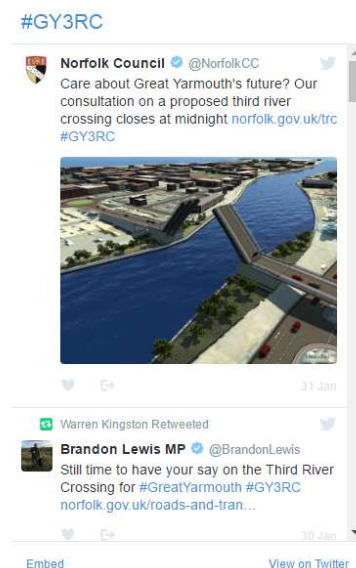 #GY3RC
Norfolk Council @NorfolkCC
Care about Great Yarmouth's future? Our
consultation on a proposed third river
crossing closes at midnight norfolk.gov.uk/trc
#GY3RC
31 Jan
Warren Kingston Retweeted
Brandon Lewis MP @BrandonLewis
Still time to have your say on the Third River
Crossing for #GreatYarmouth #GY3RC
norfolk.gov.uk/roads-and-tran…
30 Jan
Embed View on Twitter